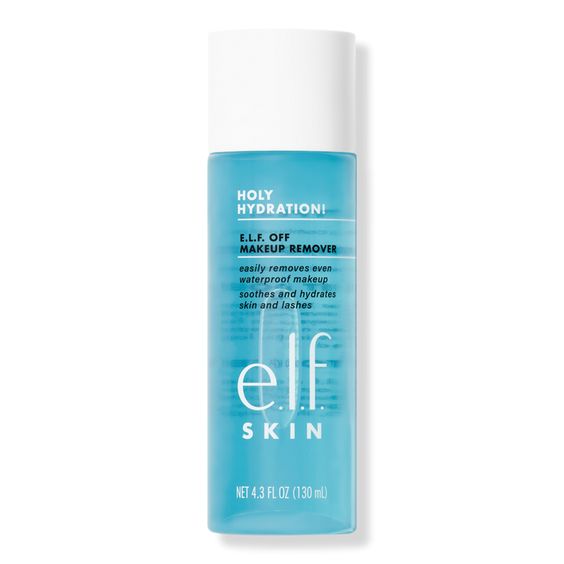 HOLY
HYDRATION!
E.L.F. OFF
MAKEUP REMOVER
easily removes even
waterproof makeup
soothes and hydrates
skin and lashes
e.l.f.
SKIN
NET 4.3 FL OZ (130 mL)